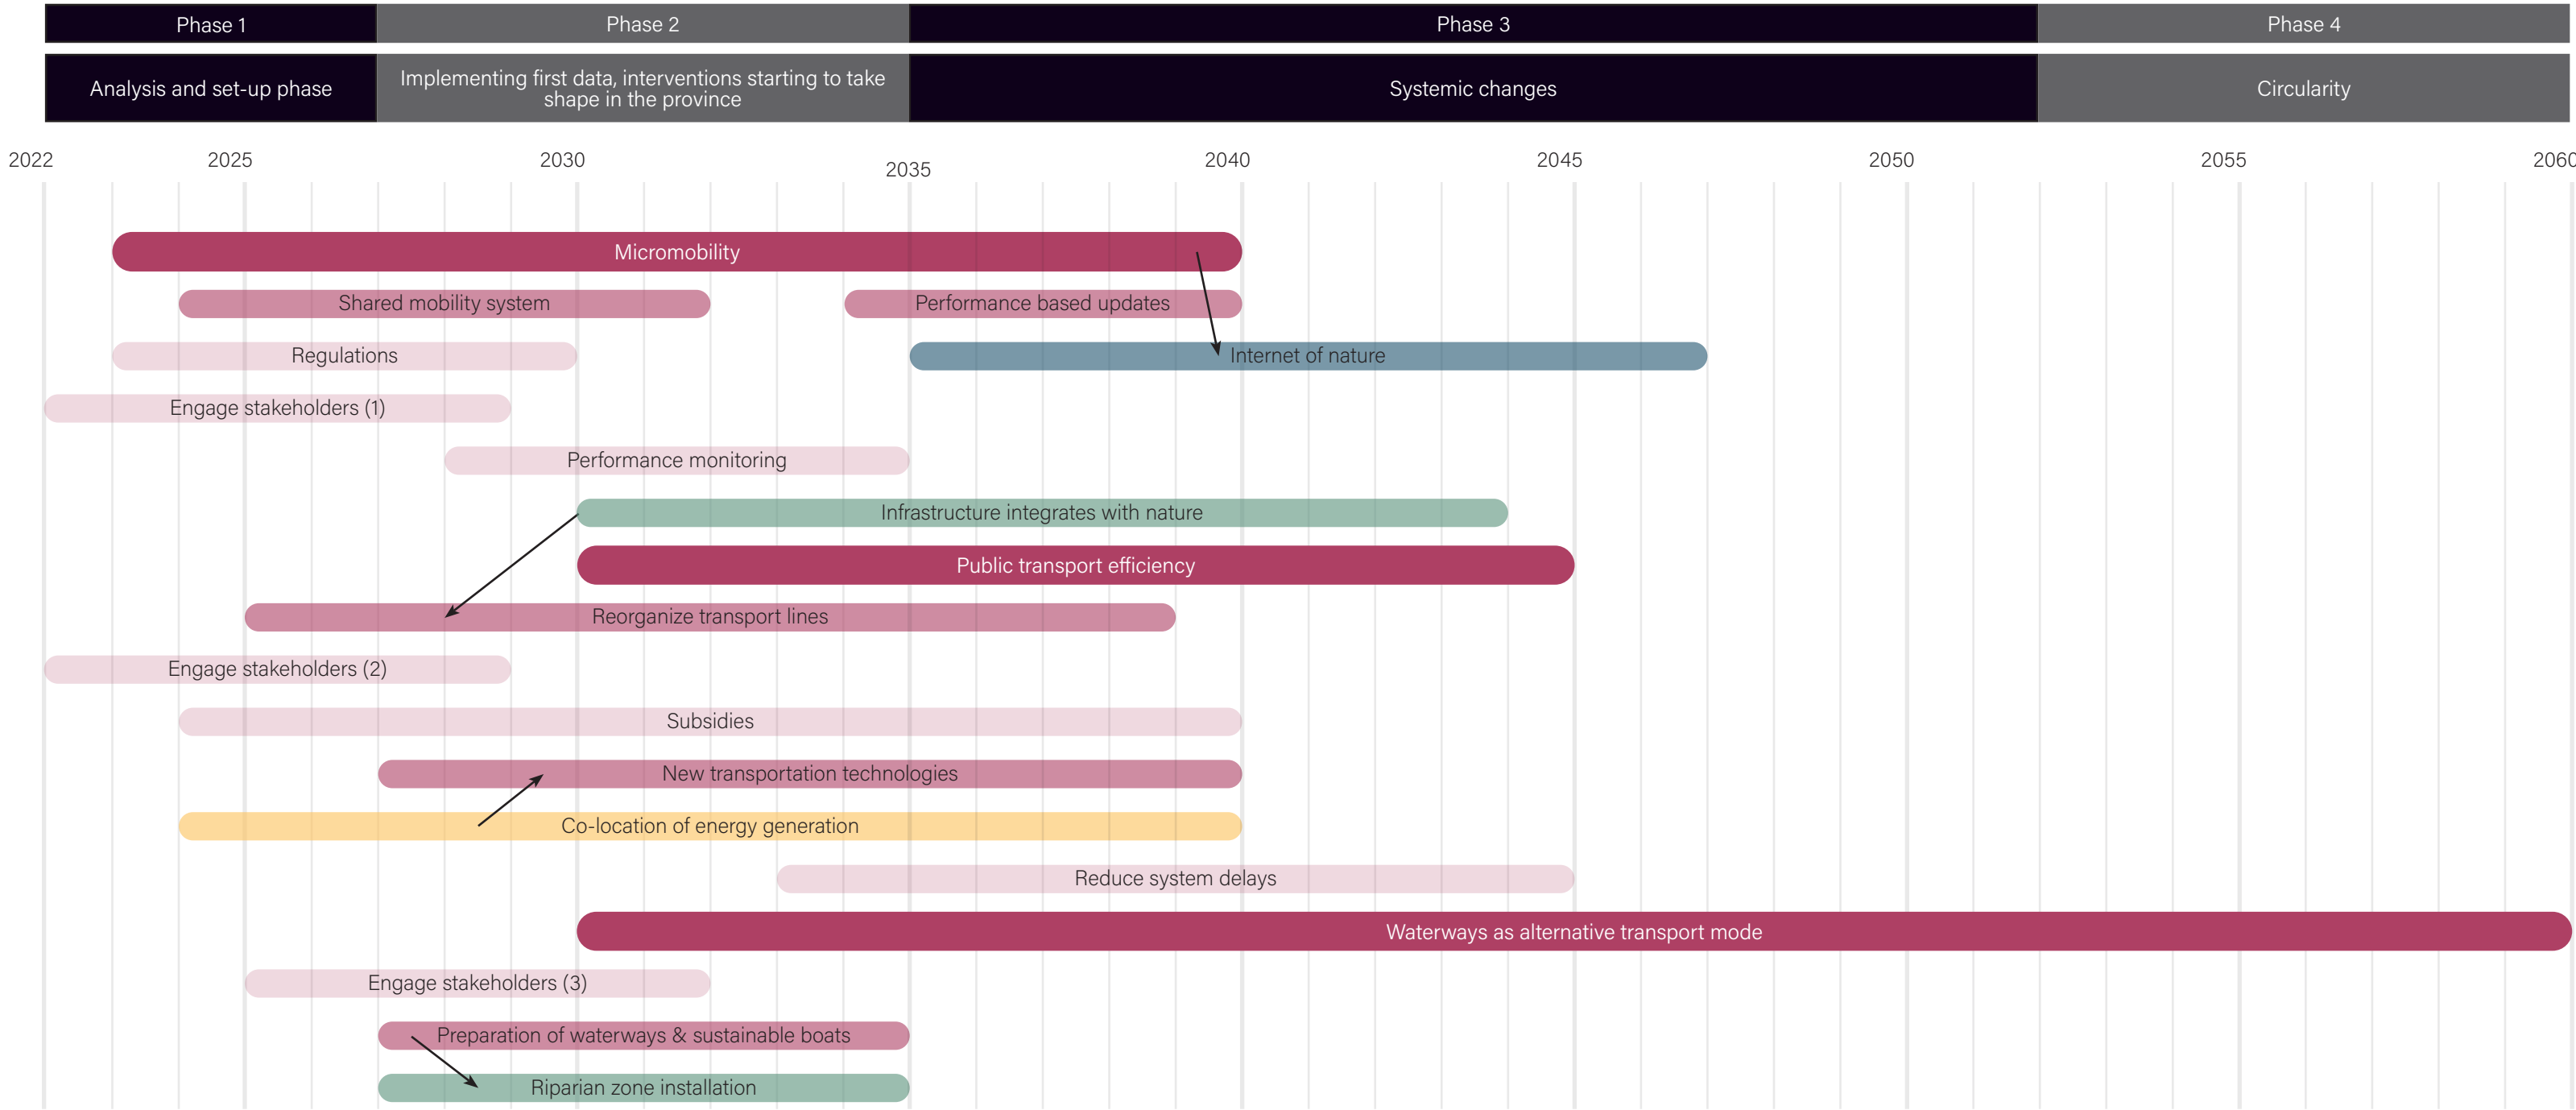 Phase 1
Phase 2
Phase 3
Phase 4
Analysis and set-up phase
Implementing first data, interventions starting to take
shape in the province
Systemic changes
Circularity
2022
2025
2030
2035
2040
2045
2050
2055
2060
Micromobility
Shared mobility system
Performance based updates
Regulations
Internet of nature
Engage stakeholders (1)
Performance monitoring
Infrastructure integrates with nature
Public transport efficiency
Reorganize transport lines
Engage stakeholders (2)
Subsidies
New transportation technologies
Co-location of energy generation
Reduce system delays
Waterways as alternative transport mode
Engage stakeholders (3)
Preparation of waterways & sustainable boats
Riparian zone installation